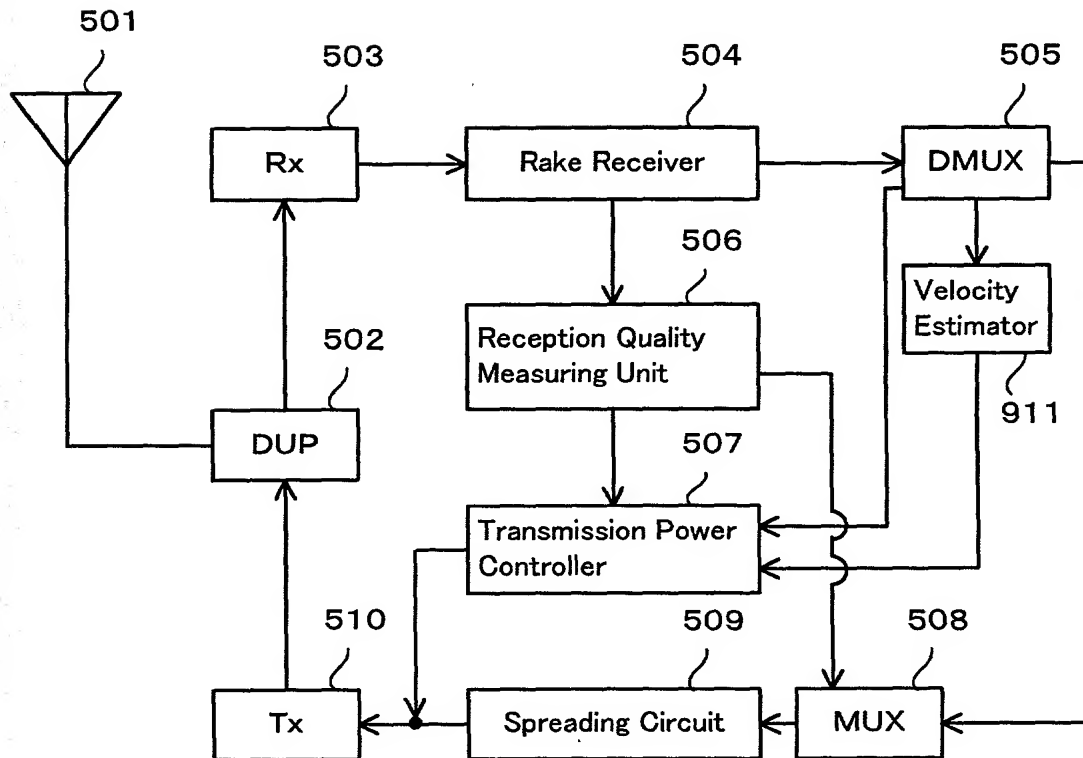 501
503
504
505
Rx
Rake Receiver
DMUX
506
Velocity
Estimator
Reception Quality
Measuring Unit
502
911
DUP
507
Transmission Power
Controller
510
509
508
Tx
Spreading Circuit
MUX